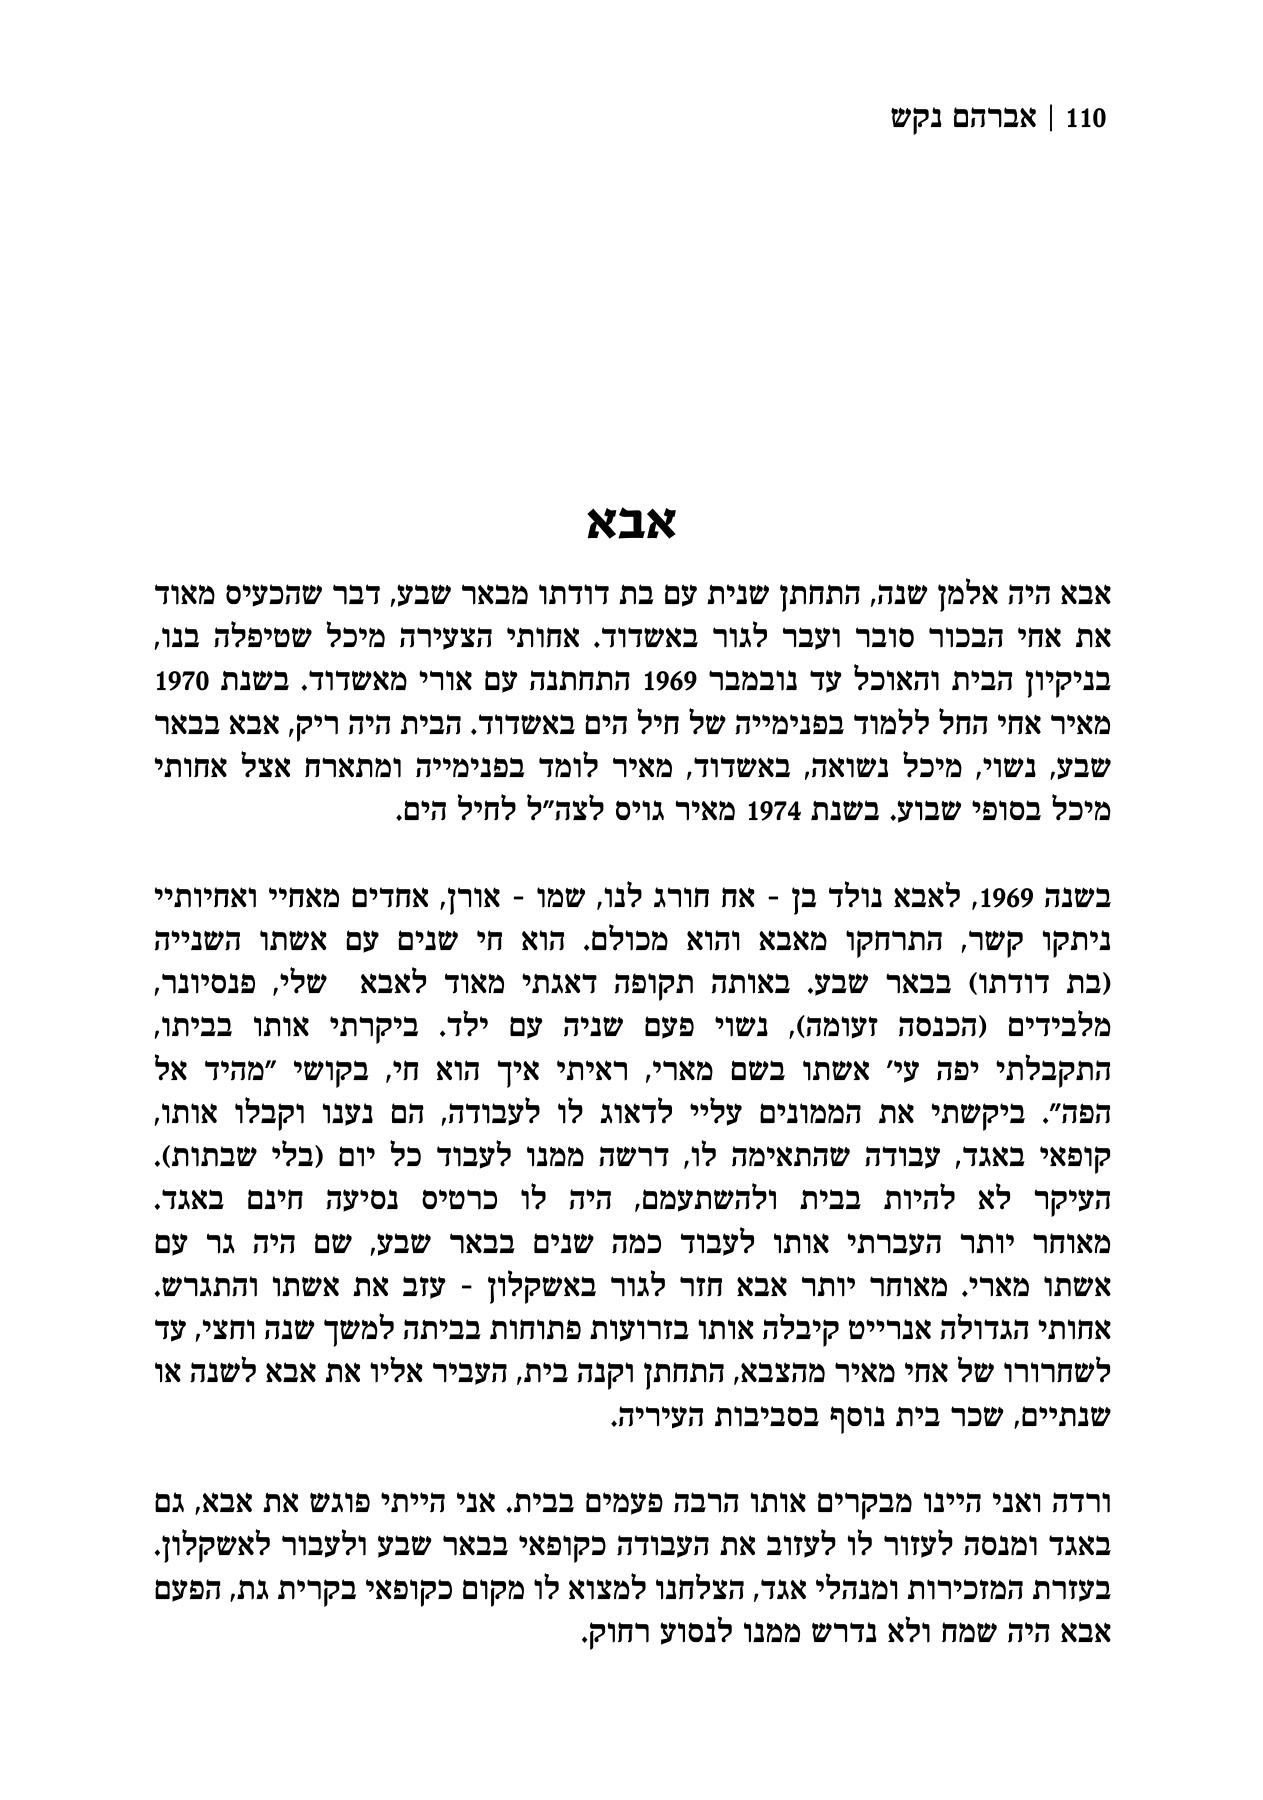 110 | אברהם נקש
אבא
אבא היה אלמן שנה, התחתן שנית עם בת דודתו מבאר שבע, דבר שהכעיס מאוד
את אחי הבכור סובר ועבר לגור באשדוד. אחותי הצעירה מיכל שטיפלה בנו,
בניקיון הבית והאוכל עד נובמבר 1969 התחתנה עם אורי מאשדוד. בשנת 1970
מאיר אחי החל ללמוד בפנימייה של חיל הים באשדוד. הבית היה ריק, אבא בבאר
שבע, נשוי, מיכל נשואה, באשדוד, מאיר לומד בפנימייה ומתארח אצל אחותי
מיכל בסופי שבוע. בשנת 1974 מאיר גויס לצה"ל לחיל הים.
בשנה 1969, לאבא נולד בן - אח חורג לנו, שמו - אורן, אחדים מאחיי ואחיותיי
ניתקו קשר, התרחקו מאבא והוא מכולם. הוא חי שנים עם אשתו השנייה
(בת דודתו) בבאר שבע. באותה תקופה דאגתי מאוד לאבא שלי, פנסיונר,
מלבידים (הכנסה זעומה), נשוי פעם שניה עם ילד. ביקרתי אותו בביתו,
התקבלתי יפה עי' אשתו בשם מארי, ראיתי איך הוא חי, בקושי "מהיד אל
הפה". ביקשתי את הממונים עליי לדאוג לו לעבודה, הם נענו וקבלו אותו,
קופאי באגד, עבודה שהתאימה לו, דרשה ממנו לעבוד כל יום (בלי שבתות).
העיקר לא להיות בבית ולהשתעמם, היה לו כרטיס נסיעה חינם באגד.
מאוחר יותר העברתי אותו לעבוד כמה שנים בבאר שבע, שם היה גר עם
אשתו מארי. מאוחר יותר אבא חזר לגור באשקלון - עזב את אשתו והתגרש.
אחותי הגדולה אנרייט קיבלה אותו בזרועות פתוחות בביתה למשך שנה וחצי, עד
לשחרורו של אחי מאיר מהצבא, התחתן וקנה בית, העביר אליו את אבא לשנה או
שנתיים, שכר בית נוסף בסביבות העיריה.
ורדה ואני היינו מבקרים אותו הרבה פעמים בבית. אני הייתי פוגש את אבא, גם
באגד ומנסה לעזור לו לעזוב את העבודה כקופאי בבאר שבע ולעבור לאשקלון.
בעזרת המזכירות ומנהלי אגד, הצלחנו למצוא לו מקום כקופאי בקרית גת, הפעם
אבא היה שמח ולא נדרש ממנו לנסוע רחוק.